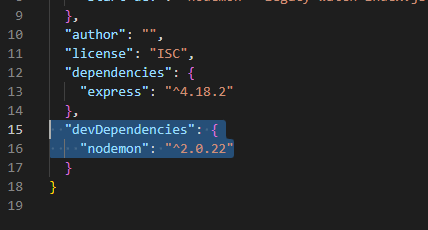 9 },
10 "author": "",
11 "license": "ISC",
12 "dependencies": {
13 "express": "^4.18.2"
14 },
15 "devDependencies": {
16 "nodemon": "^2.0.22"
17 }
18 }
19